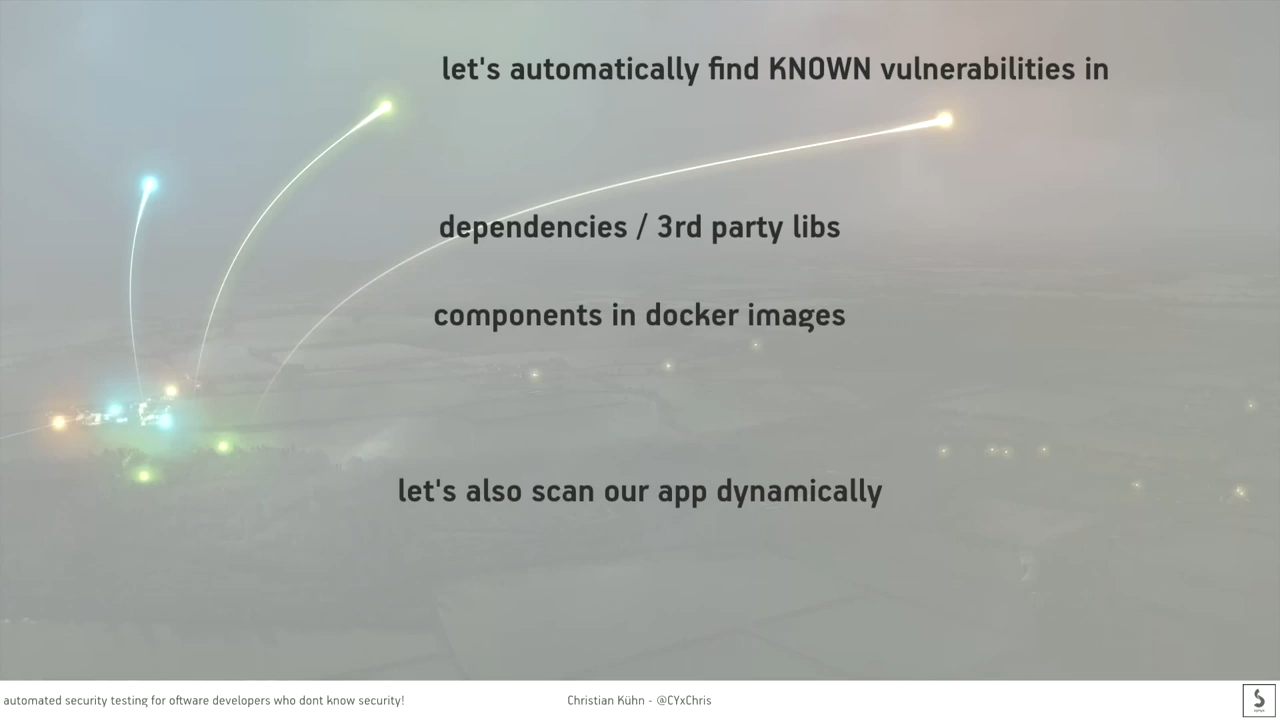 let's automatically find KNOWN vulnerabilities in
dependencies / 3rd party libs
components in docker images
let's also scan our app dynamically
automated security testing for oftware developers who dont know security!
Christian Kühn - @CYxChris